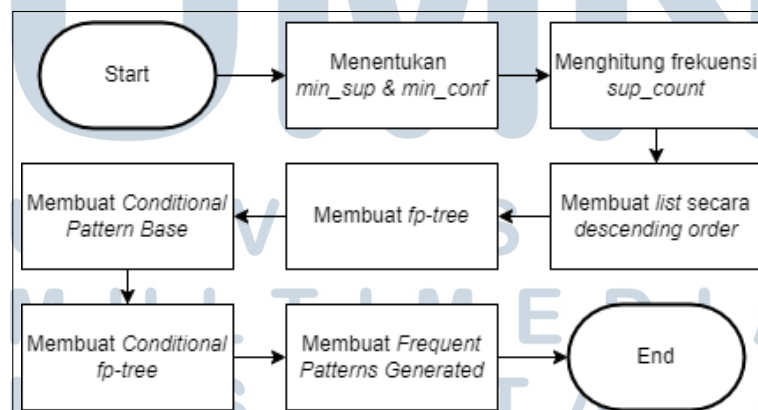 Start
Menentukan
min_sup & min_conf
Menghitung frekuensi
sup_count
Membuat list secara
descending order
Membuat fp-tree
Membuat Conditional
Pattern Base
Membuat Conditional
fp-tree
Membuat Frequent
Patterns Generated
End